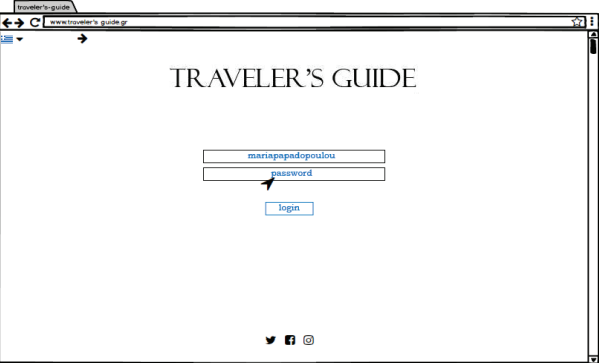 traveler's-guide
www.traveler's guide.gr
TRAVELER'S GUIDE
mariapapadopoulou
password
login